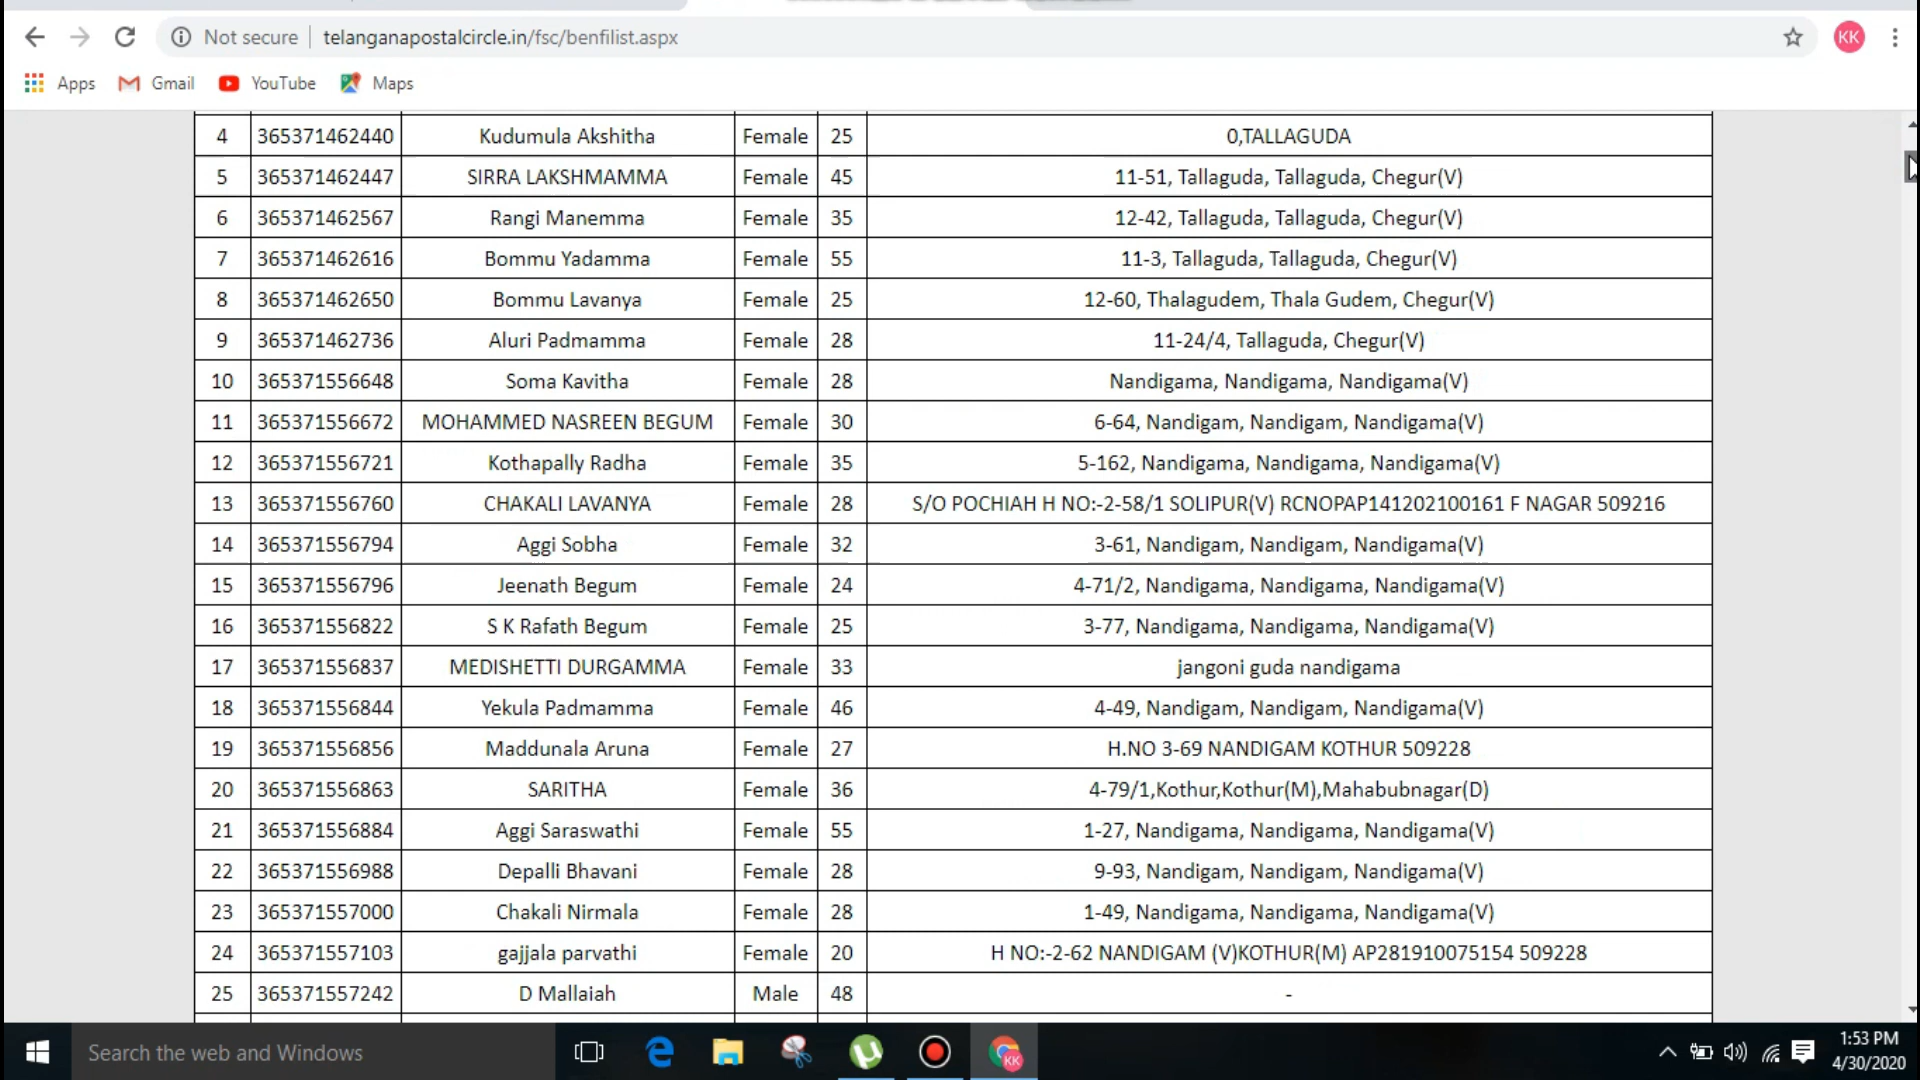 Not secure | telanganapostalcircle.in/fsc/benfilist.aspx KK
Apps Gmail YouTube Maps
4 365371462440 Kudumula Akshitha Female 25 0,TALLAGUDA
5 365371462447 SIRRA LAKSHMAMMA Female 45 11-51, Tallaguda, Tallaguda, Chegur(V)
6 365371462567 Rangi Manemma Female 35 12-42, Tallaguda, Tallaguda, Chegur(V)
7 365371462616 Bommu Yadamma Female 55 11-3, Tallaguda, Tallaguda, Chegur(V)
8 365371462650 Bommu Lavanya Female 25 12-60, Thalagudem, Thala Gudem, Chegur(V)
9 365371462736 Aluri Padmamma Female 28 11-24/4, Tallaguda, Chegur(V)
10 365371556648 Soma Kavitha Female 28 Nandigama, Nandigama, Nandigama(V)
11 365371556672 MOHAMMED NASREEN BEGUM Female 30 6-64, Nandigam, Nandigam, Nandigama(V)
12 365371556721 Kothapally Radha Female 35 5-162, Nandigama, Nandigama, Nandigama(V)
13 365371556760 CHAKALI LAVANYA Female 28 S/O POCHIAH H NO:-2-58/1 SOLIPUR(V) RCNOPAP141202100161 F NAGAR 509216
14 365371556794 Aggi Sobha Female 32 3-61, Nandigam, Nandigam, Nandigama(V)
15 365371556796 Jeenath Begum Female 24 4-71/2, Nandigama, Nandigama, Nandigama(V)
16 365371556822 S K Rafath Begum Female 25 3-77, Nandigama, Nandigama, Nandigama(V)
17 365371556837 MEDISHETTI DURGAMMA Female 33 jangoni guda nandigama
18 365371556844 Yekula Padmamma Female 46 4-49, Nandigam, Nandigam, Nandigama(V)
19 365371556856 Maddunala Aruna Female 27 H.NO 3-69 NANDIGAM KOTHUR 509228
20 365371556863 SARITHA Female 36 4-79/1,Kothur,Kothur(M),Mahabubnagar(D)
21 365371556884 Aggi Saraswathi Female 55 1-27, Nandigama, Nandigama, Nandigama(V)
22 365371556988 Depalli Bhavani Female 28 9-93, Nandigam, Nandigam, Nandigama(V)
23 365371557000 Chakali Nirmala Female 28 1-49, Nandigama, Nandigama, Nandigama(V)
24 365371557103 gajjala parvathi Female 20 H NO:-2-62 NANDIGAM (V)KOTHUR(M) AP281910075154 509228
25 365371557242 D Mallaiah Male 48 -
Search the web and Windows KK 1:53 PM
4/30/2020